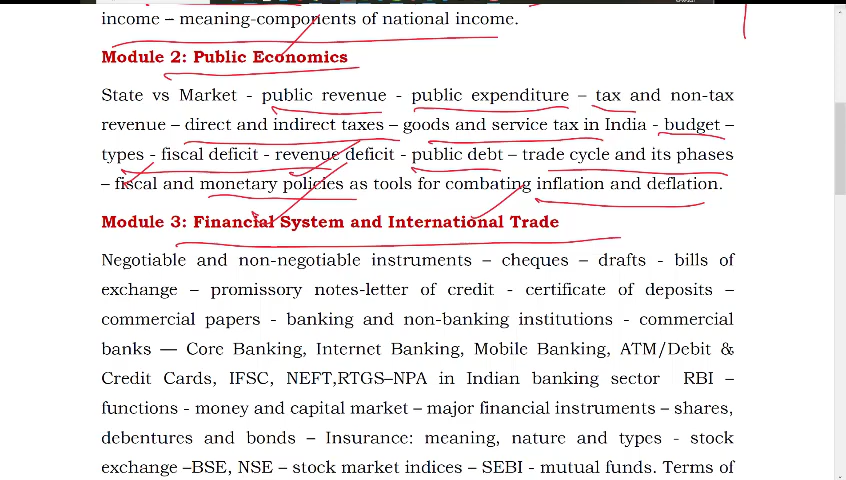 income – meaning-components of national income.
Module 2: Public Economics
State vs Market - public revenue - public expenditure – tax and non-tax
revenue – direct and indirect taxes – goods and service tax in India - budget –
types - fiscal deficit - revenue deficit - public debt – trade cycle and its phases
– fiscal and monetary policies as tools for combating inflation and deflation.
Module 3: Financial System and International Trade
Negotiable and non-negotiable instruments – cheques – drafts - bills of
exchange – promissory notes-letter of credit - certificate of deposits –
commercial papers - banking and non-banking institutions - commercial
banks — Core Banking, Internet Banking, Mobile Banking, ATM/Debit &
Credit Cards, IFSC, NEFT,RTGS–NPA in Indian banking sector RBI –
functions - money and capital market – major financial instruments – shares,
debentures and bonds – Insurance: meaning, nature and types - stock
exchange –BSE, NSE – stock market indices – SEBI - mutual funds. Terms of